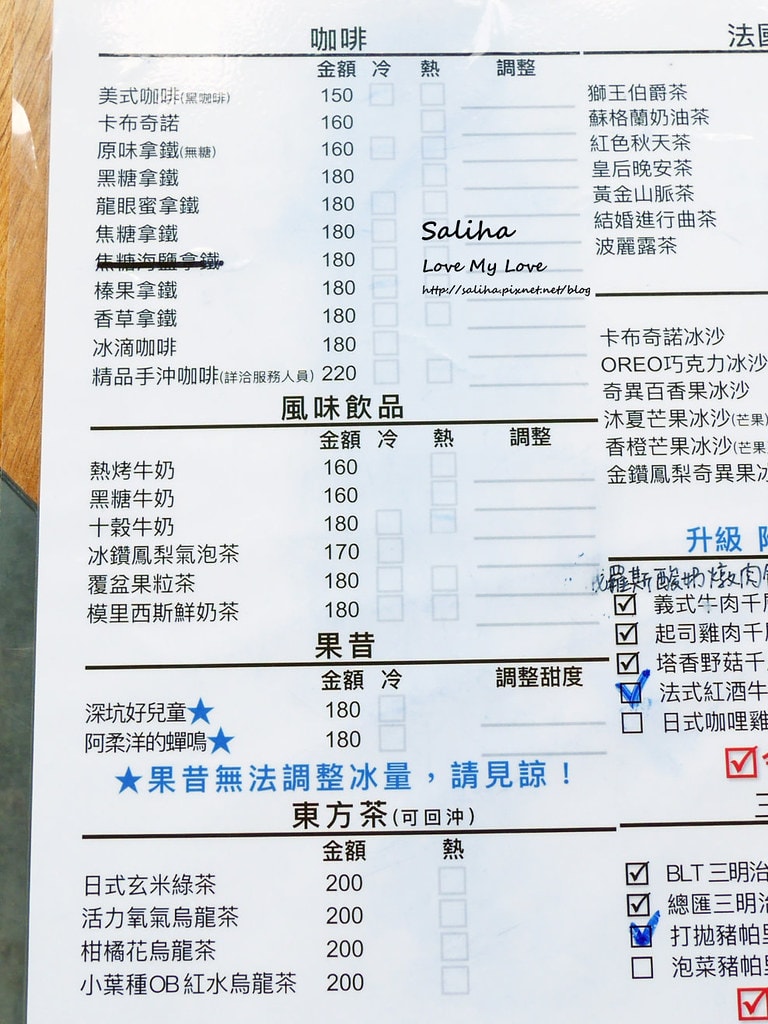 咖啡
金額 冷 熱 調整
美式咖啡(黑咖啡) 150
卡布奇諾 160
原味拿鐵(無糖) 160
黑糖拿鐵 180
龍眼蜜拿鐵 180
焦糖拿鐵 180
焦糖海鹽拿鐵 180
榛果拿鐵 180
香草拿鐵 180
冰滴咖啡 180
精品手沖咖啡(詳洽服務人員) 220
風味飲品
金額 冷 熱 調整
熱烤牛奶 160
黑糖牛奶 160
十穀牛奶 180
冰鑽鳳梨氣泡茶 170
覆盆果粒茶 180
模里西斯鮮奶茶 180
果昔
金額 冷 調整甜度
深坑好兒童★ 180
阿柔洋的蟬鳴★ 180
★果昔無法調整冰量，請見諒！
東方茶(可回沖)
金額 熱
日式玄米綠茶 200
活力氧氣烏龍茶 200
柑橘花烏龍茶 200
小葉種OB紅水烏龍茶 200
法國
獅王伯爵茶
蘇格蘭奶油茶
紅色秋天茶
皇后晚安茶
黃金山脈茶
結婚進行曲茶
波麗露茶
Saliha
Love My Love
http://saliha.pixnet.net/blog
卡布奇諾冰沙
OREO巧克力冰沙
奇異百香果冰沙
沐夏芒果冰沙(芒果)
香橙芒果冰沙(芒果
金鑽鳳梨奇異果冰
升級
羅斯酸奶燉肉
義式牛肉千
起司雞肉千
塔香野菇千
法式紅酒牛
日式咖哩雞
三
BLT 三明治
總匯三明治
打拋豬帕里
泡菜豬帕里